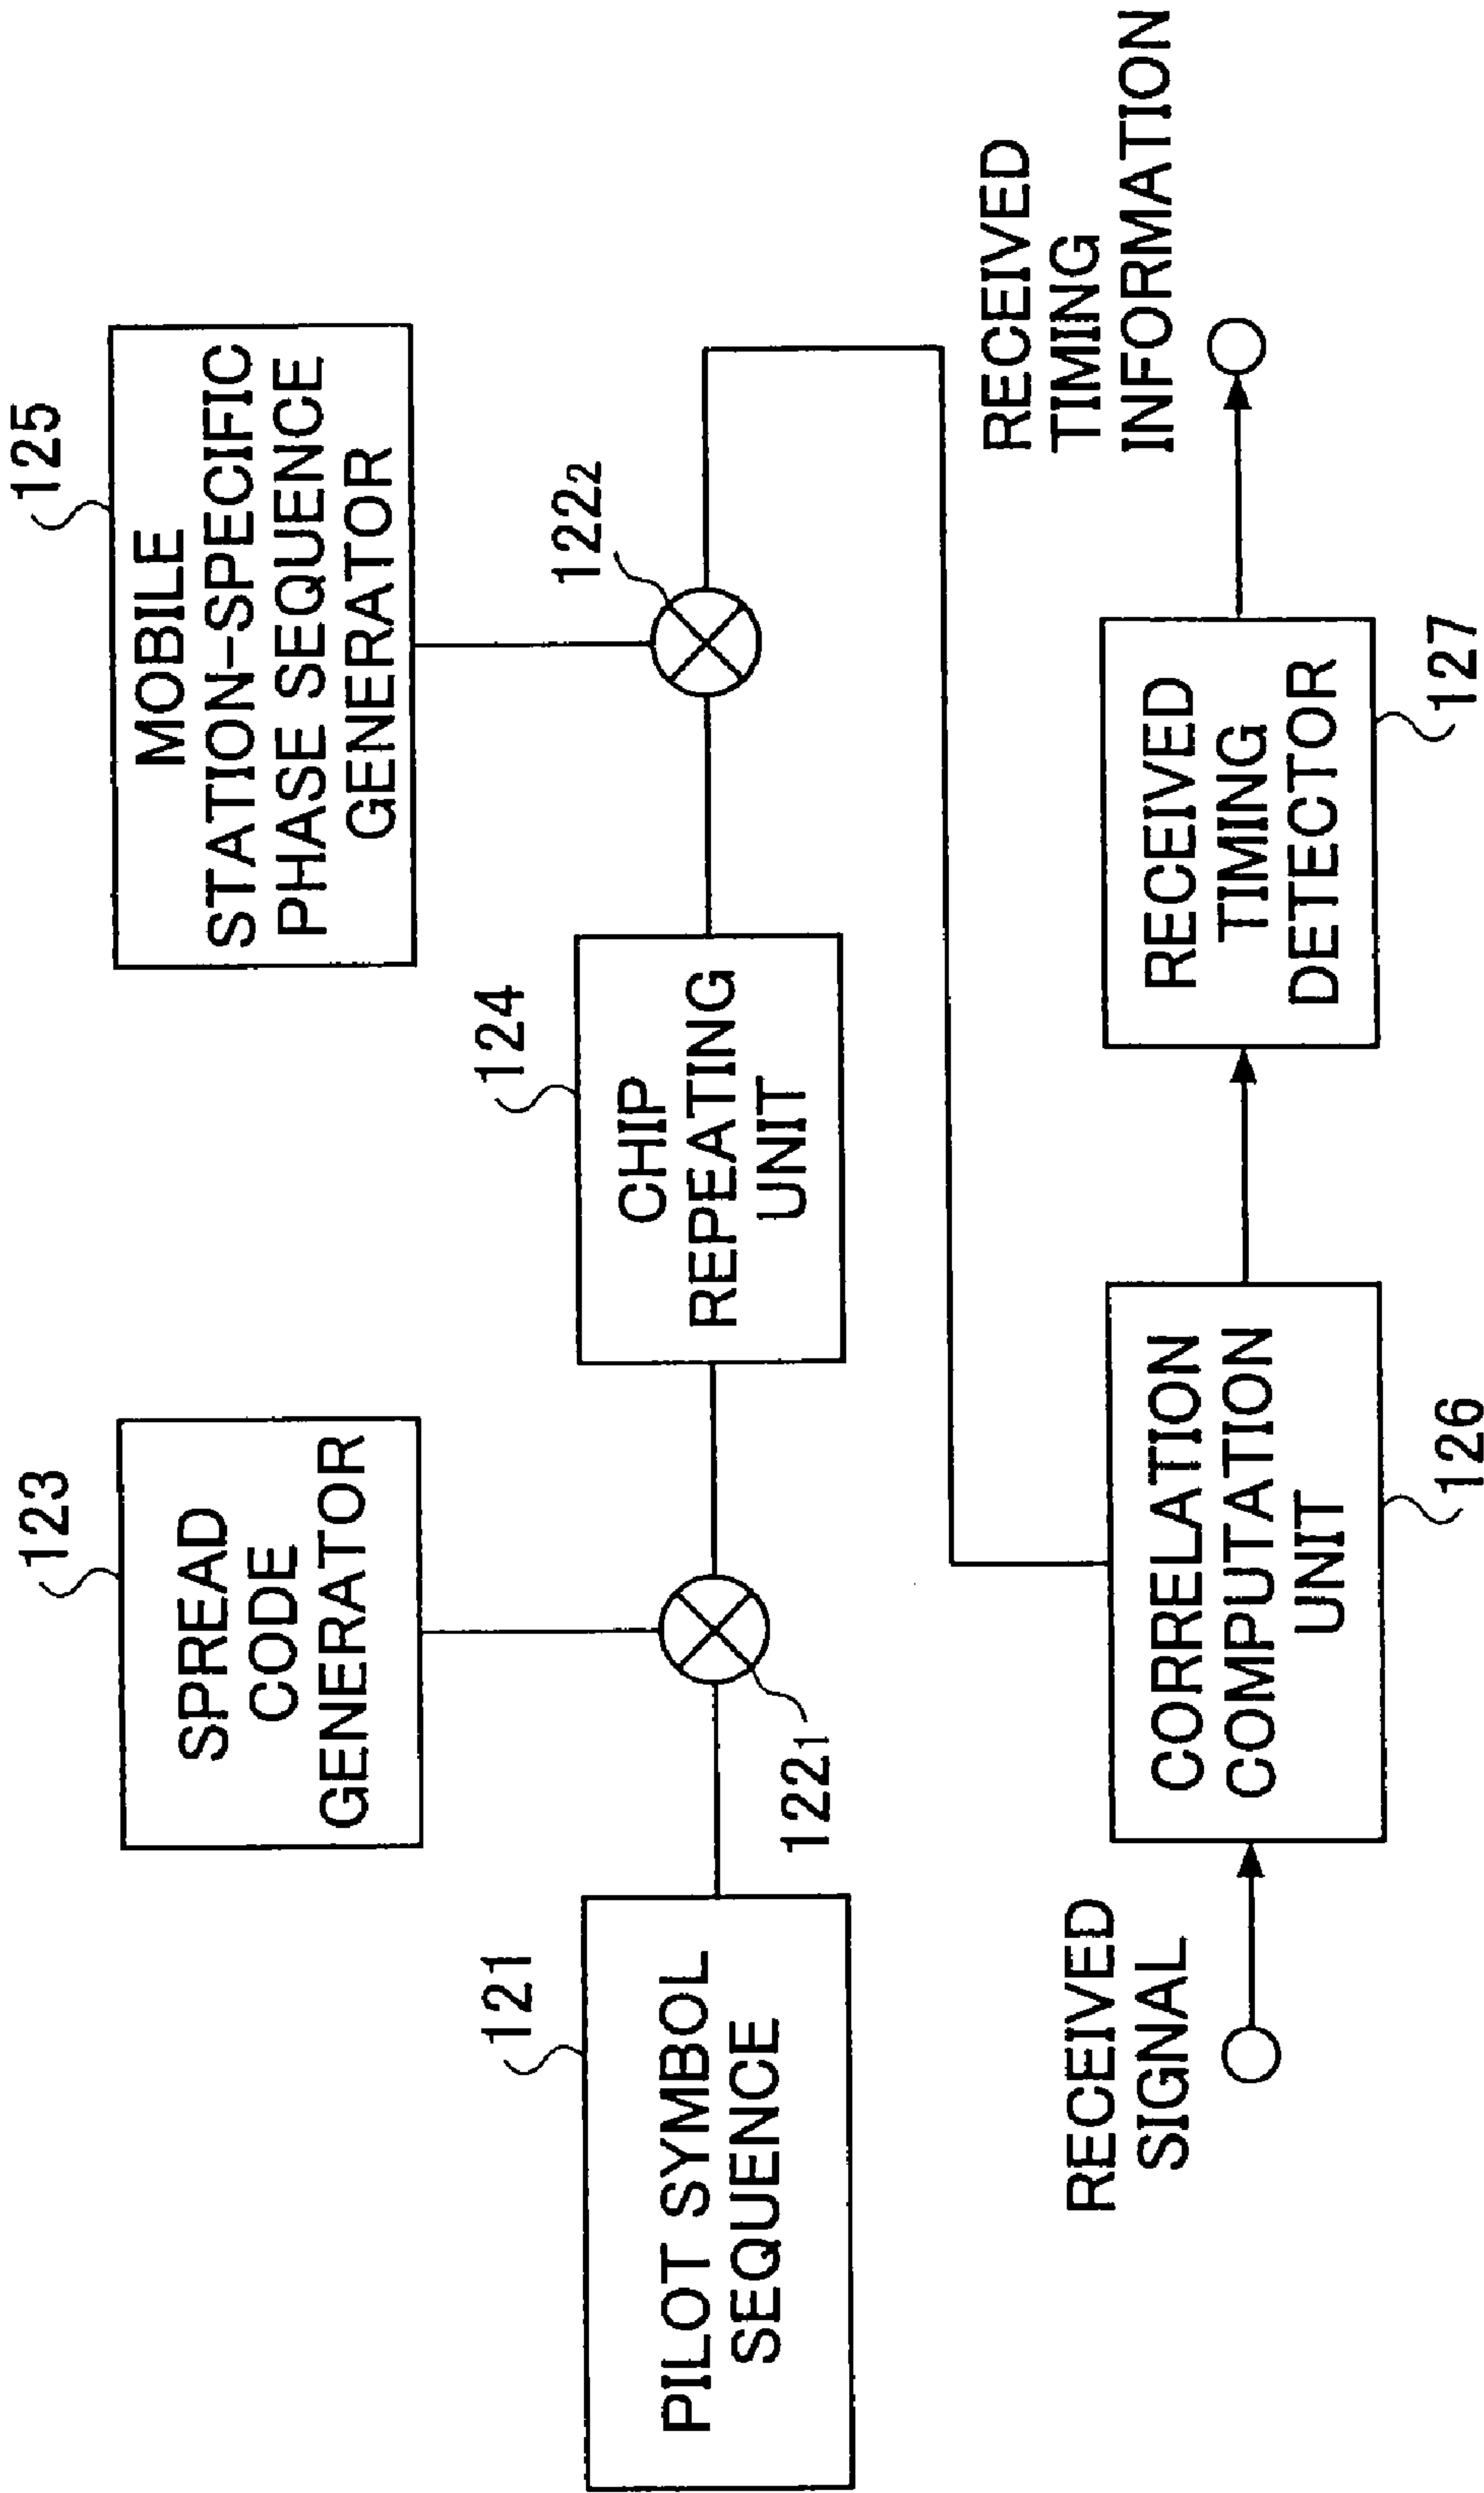 123
SPREAD
CODE
GENERATOR
125
MOBILE
STATION-SPECIFIC
PHASE SEQUENCE
GENERATOR
121
PILOT SYMBOL
SEQUENCE
122₁
124
CHIP
REPEATING
UNIT
122₂
RECEIVED
SIGNAL
CORRELATION
COMPUTATION
UNIT
126
RECEIVED
TIMING
DETECTOR
127
RECEIVED
TIMING
INFORMATION